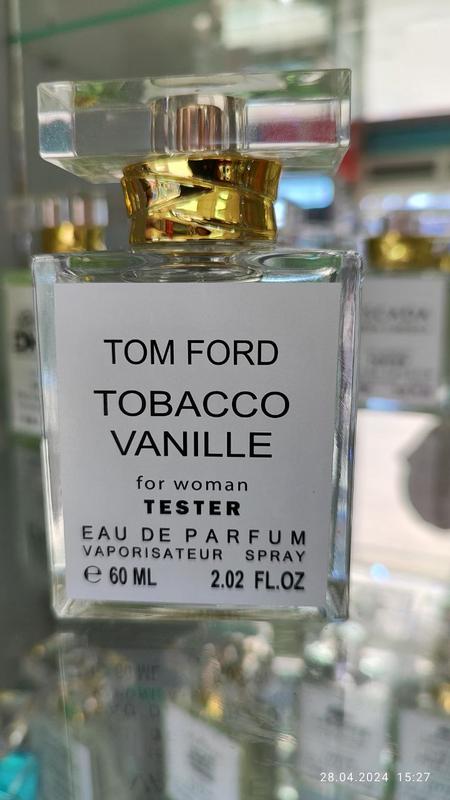 TOM FORD
TOBACCO
VANILLE
for woman
TESTER
EAU DE PARFUM
VAPORISATEUR SPRAY
℮ 60 ML 2.02 FL.OZ
28.04.2024 15:27